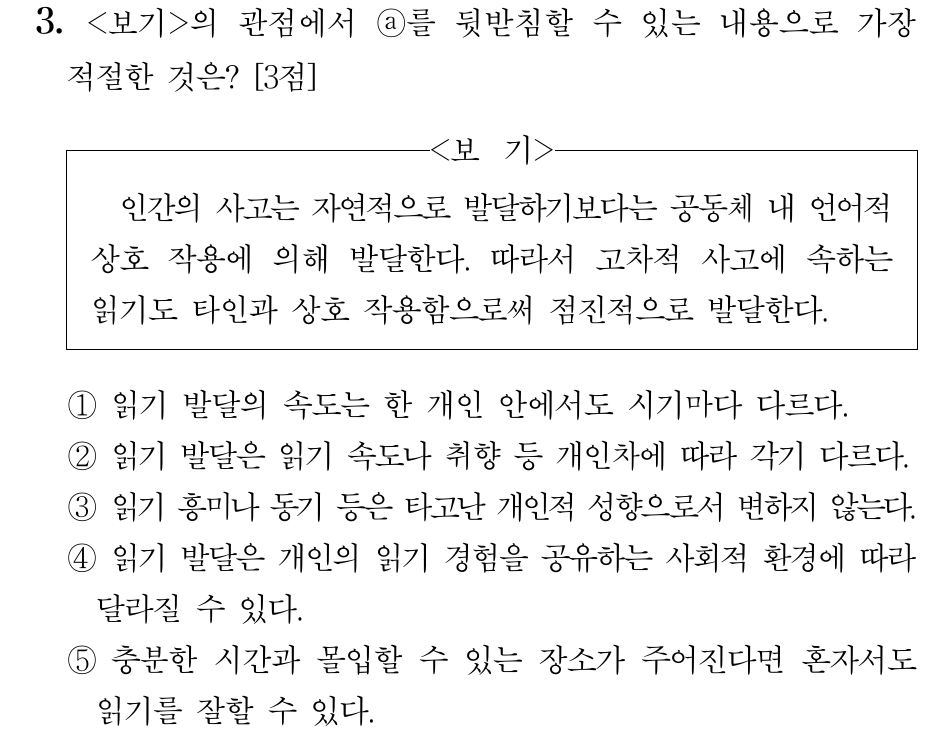 3. <보기>의 관점에서 ⓐ를 뒷받침할 수 있는 내용으로 가장
적절한 것은? [3점]
<보 기>
인간의 사고는 자연적으로 발달하기보다는 공동체 내 언어적
상호 작용에 의해 발달한다. 따라서 고차적 사고에 속하는
읽기도 타인과 상호 작용함으로써 점진적으로 발달한다.
① 읽기 발달의 속도는 한 개인 안에서도 시기마다 다르다.
② 읽기 발달은 읽기 속도나 취향 등 개인차에 따라 각기 다르다.
③ 읽기 흥미나 동기 등은 타고난 개인적 성향으로서 변하지 않는다.
④ 읽기 발달은 개인의 읽기 경험을 공유하는 사회적 환경에 따라
달라질 수 있다.
⑤ 충분한 시간과 몰입할 수 있는 장소가 주어진다면 혼자서도
읽기를 잘할 수 있다.